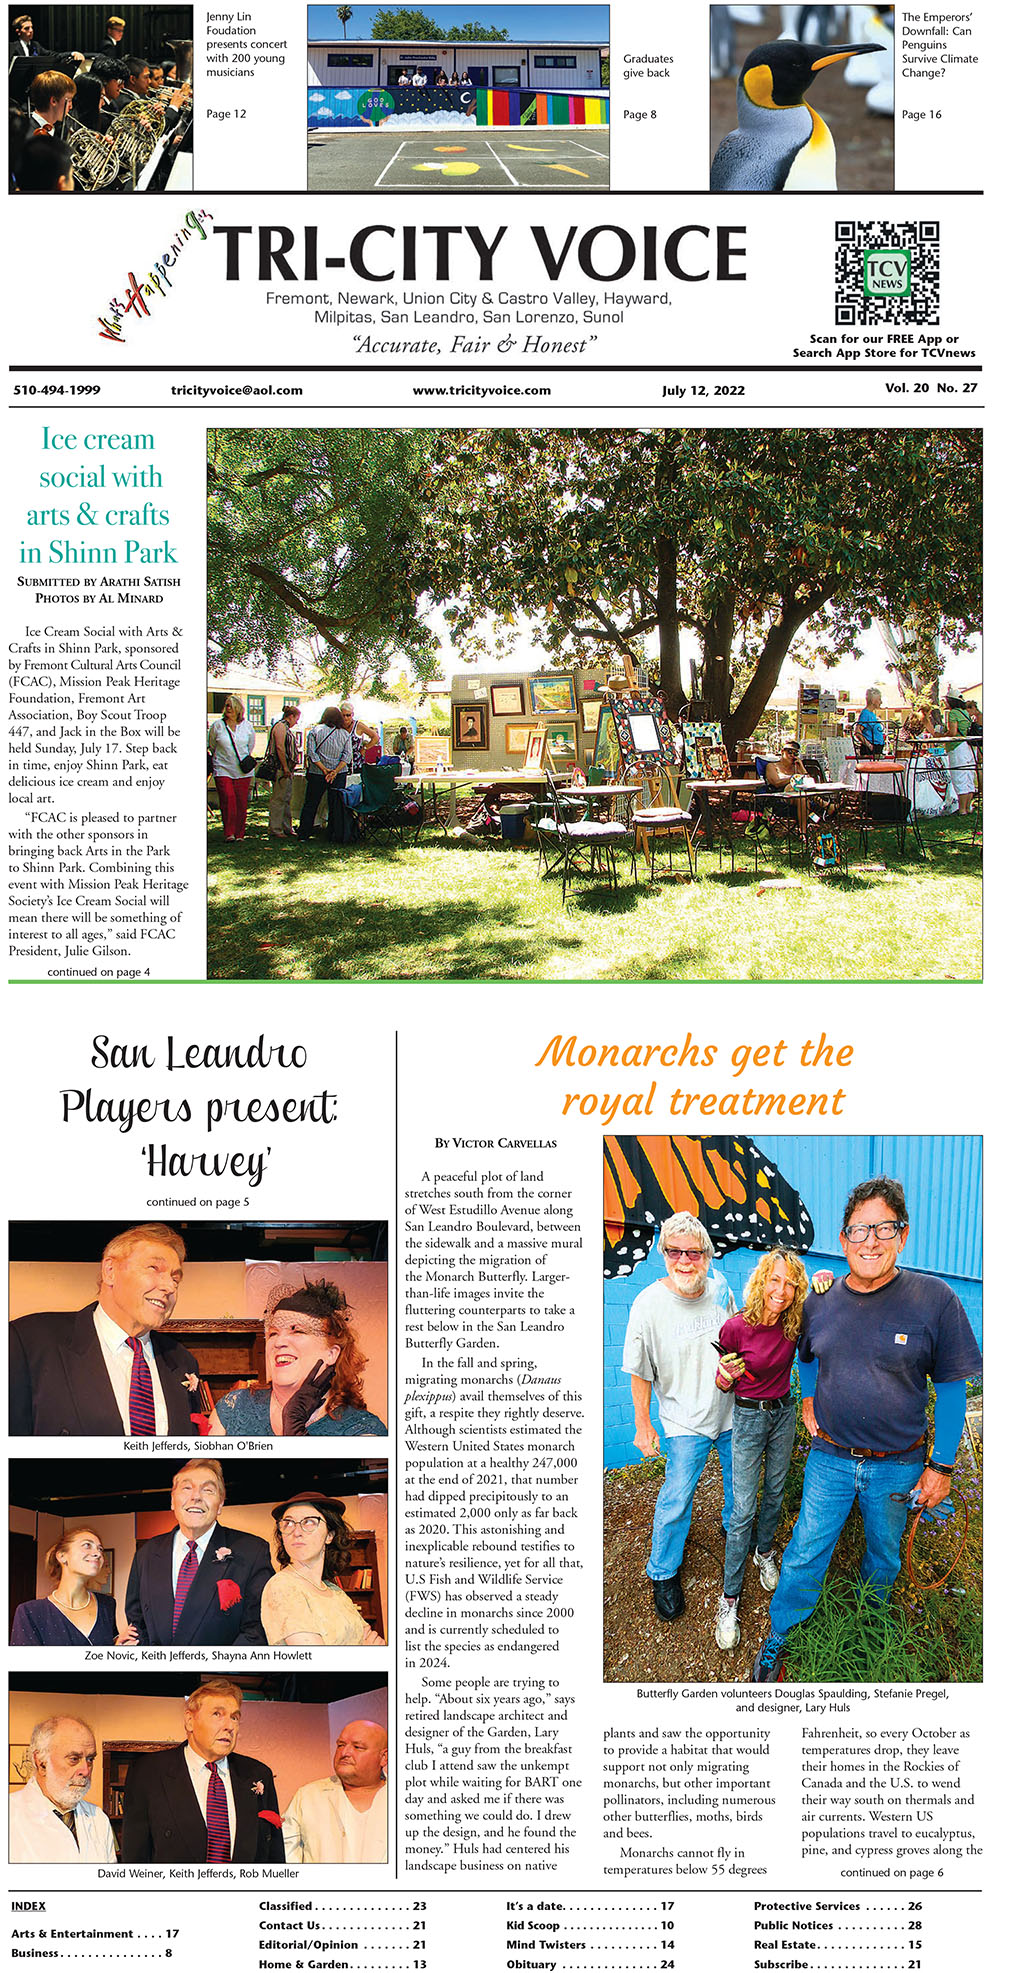 Jenny Lin
Foudation
presents concert
with 200 young
musicians
Page 12
GOD
LOVES
Graduates
give back
Page 8
The Emperors’
Downfall: Can
Penguins
Survive Climate
Change?
Page 16
What's Happening's
TRI-CITY VOICE
Fremont, Newark, Union City & Castro Valley, Hayward,
Milpitas, San Leandro, San Lorenzo, Sunol
“Accurate, Fair & Honest”
TCV
NEWS
Scan for our FREE App or
Search App Store for TCVnews
510-494-1999 tricityvoice@aol.com www.tricityvoice.com July 12, 2022 Vol. 20 No. 27
Ice cream
social with
arts & crafts
in Shinn Park
Submitted by Arathi Satish
Photos by Al Minard
Ice Cream Social with Arts &
Crafts in Shinn Park, sponsored
by Fremont Cultural Arts Council
(FCAC), Mission Peak Heritage
Foundation, Fremont Art
Association, Boy Scout Troop
447, and Jack in the Box will be
held Sunday, July 17. Step back
in time, enjoy Shinn Park, eat
delicious ice cream and enjoy
local art.
“FCAC is pleased to partner
with the other sponsors in
bringing back Arts in the Park
to Shinn Park. Combining this
event with Mission Peak Heritage
Society’s Ice Cream Social will
mean there will be something of
interest to all ages,” said FCAC
President, Julie Gilson.
continued on page 4
San Leandro
Players present:
‘Harvey’
continued on page 5
Keith Jefferds, Siobhan O'Brien
Zoe Novic, Keith Jefferds, Shayna Ann Howlett
David Weiner, Keith Jefferds, Rob Mueller
Monarchs get the
royal treatment
By Victor Carvellas
A peaceful plot of land
stretches south from the corner
of West Estudillo Avenue along
San Leandro Boulevard, between
the sidewalk and a massive mural
depicting the migration of
the Monarch Butterfly. Larger-
than-life images invite the
fluttering counterparts to take a
rest below in the San Leandro
Butterfly Garden.
In the fall and spring,
migrating monarchs (Danaus
plexippus) avail themselves of this
gift, a respite they rightly deserve.
Although scientists estimated the
Western United States monarch
population at a healthy 247,000
at the end of 2021, that number
had dipped precipitously to an
estimated 2,000 only as far back
as 2020. This astonishing and
inexplicable rebound testifies to
nature’s resilience, yet for all that,
U.S Fish and Wildlife Service
(FWS) has observed a steady
decline in monarchs since 2000
and is currently scheduled to
list the species as endangered
in 2024.
Some people are trying to
help. “About six years ago,” says
retired landscape architect and
designer of the Garden, Lary
Huls, “a guy from the breakfast
club I attend saw the unkempt
plot while waiting for BART one
day and asked me if there was
something we could do. I drew
up the design, and he found the
money.” Huls had centered his
landscape business on native
Butterfly Garden volunteers Douglas Spaulding, Stefanie Pregel,
and designer, Lary Huls
plants and saw the opportunity
to provide a habitat that would
support not only migrating
monarchs, but other important
pollinators, including numerous
other butterflies, moths, birds
and bees.
Monarchs cannot fly in
temperatures below 55 degrees
Fahrenheit, so every October as
temperatures drop, they leave
their homes in the Rockies of
Canada and the U.S. to wend
their way south on thermals and
air currents. Western US
populations travel to eucalyptus,
pine, and cypress groves along the
continued on page 6
INDEX
Arts & Entertainment . . . . 17
Business . . . . . . . . . . . . . . . 8
Classified . . . . . . . . . . . . . . 23
Contact Us . . . . . . . . . . . . . 21
Editorial/Opinion . . . . . . . 21
Home & Garden . . . . . . . . . 13
It’s a date. . . . . . . . . . . . . . 17
Kid Scoop . . . . . . . . . . . . . . 10
Mind Twisters . . . . . . . . . . 14
Obituary . . . . . . . . . . . . . . 24
Protective Services . . . . . . 26
Public Notices . . . . . . . . . . 28
Real Estate . . . . . . . . . . . . . 15
Subscribe . . . . . . . . . . . . . . 21